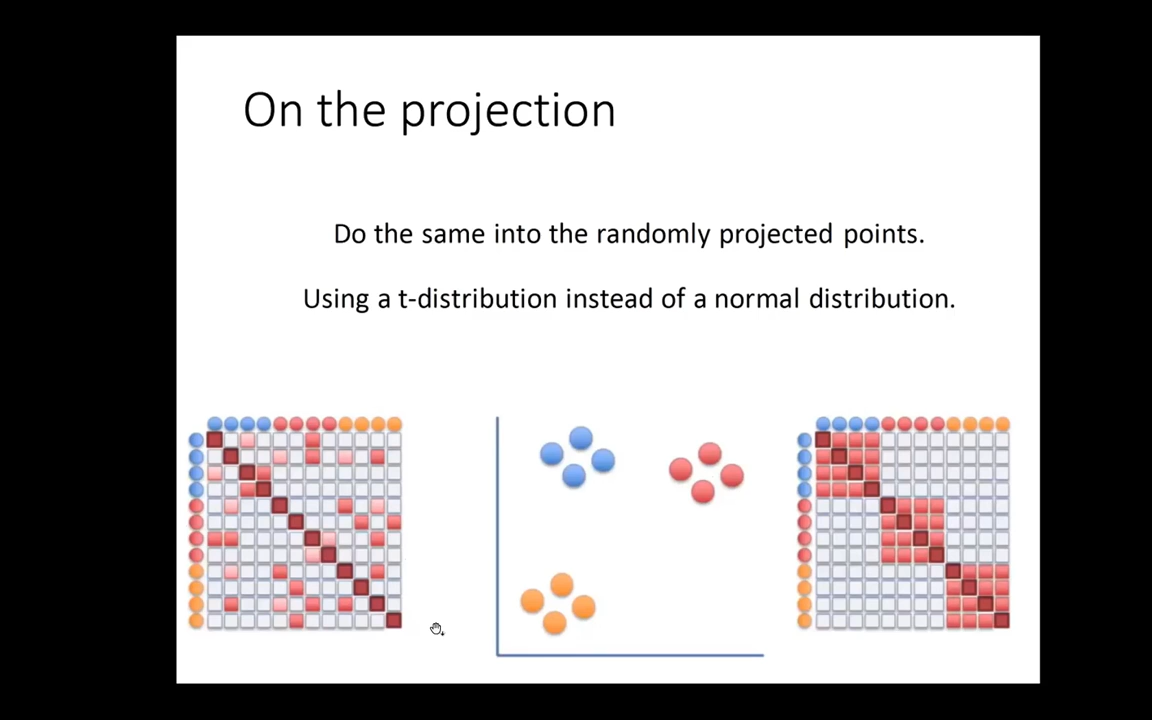 On the projection
Do the same into the randomly projected points.
Using a t-distribution instead of a normal distribution.